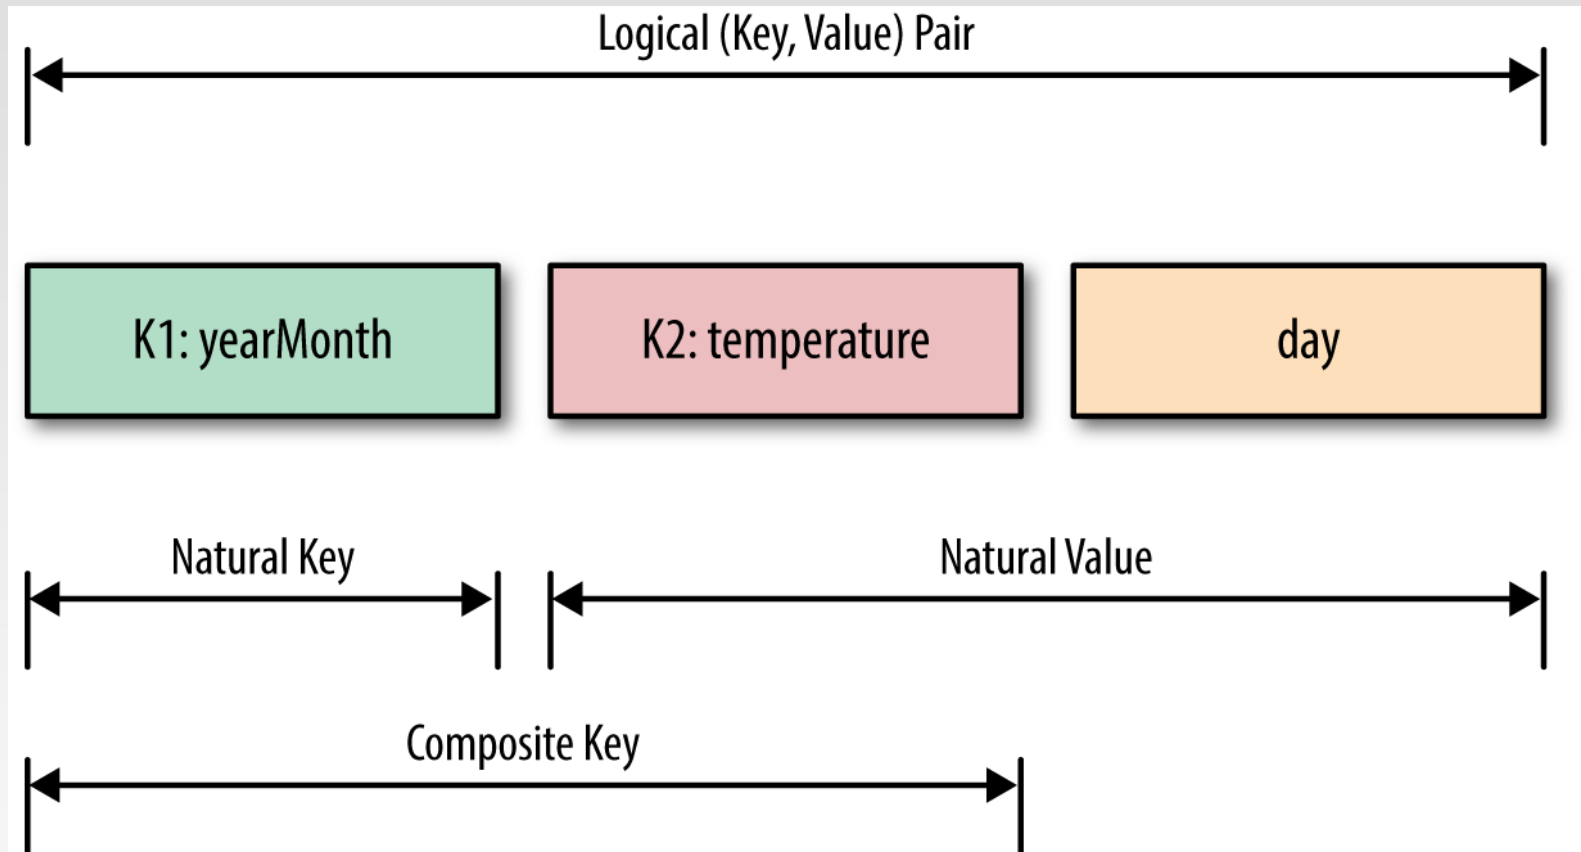 Logical (Key, Value) Pair
K1: yearMonth
K2: temperature
day
Natural Key
Natural Value
Composite Key